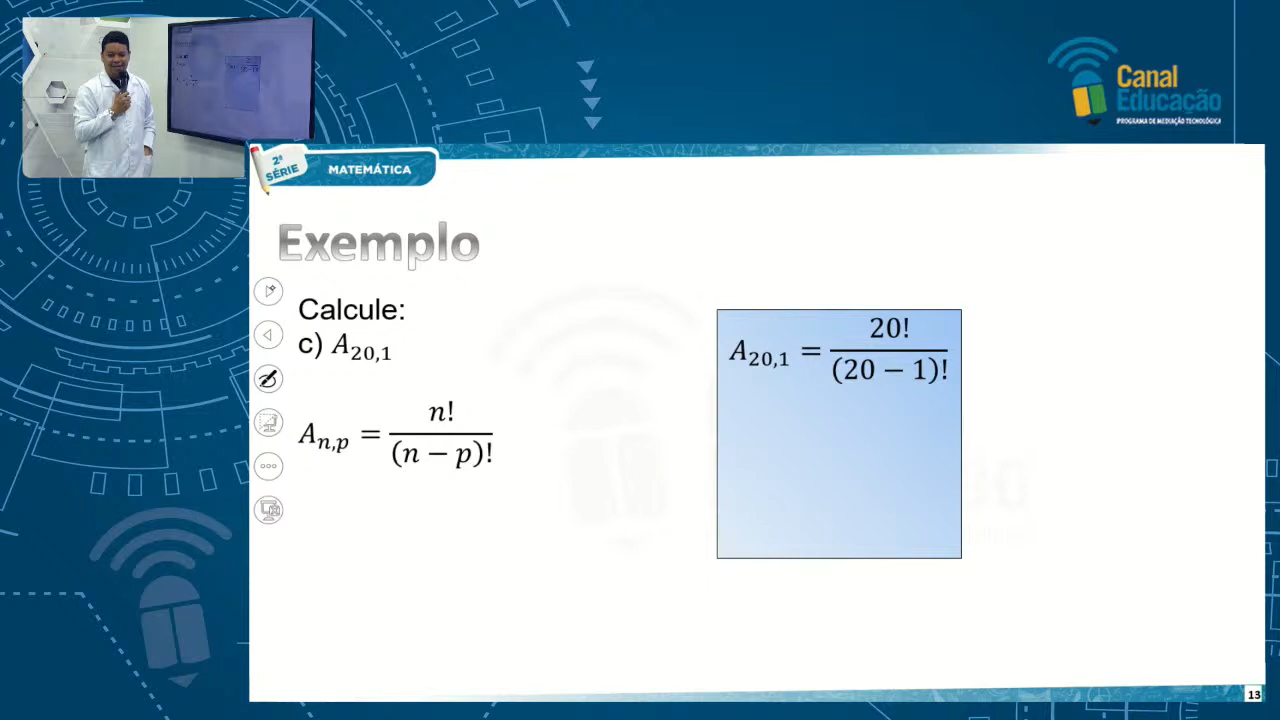 Canal
Educação
PROGRAMA DE MEDIAÇÃO TECNOLÓGICA
2ª
SÉRIE
MATEMÁTICA
Exemplo
Calcule:
c) A₂₀,₁
Aₙ,ₚ = n! / (n − p)!
A₂₀,₁ = 20! / (20 − 1)!
13